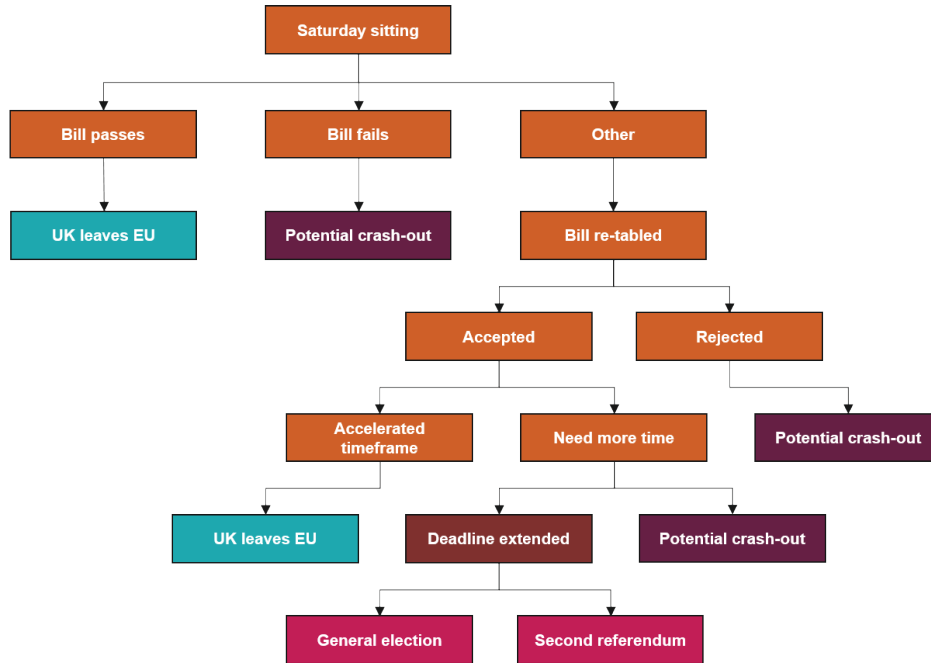 Saturday sitting
Bill passes
Bill fails
Other
UK leaves EU
Potential crash-out
Bill re-tabled
Accepted
Rejected
Accelerated
timeframe
Need more time
Potential crash-out
UK leaves EU
Deadline extended
Potential crash-out
General election
Second referendum